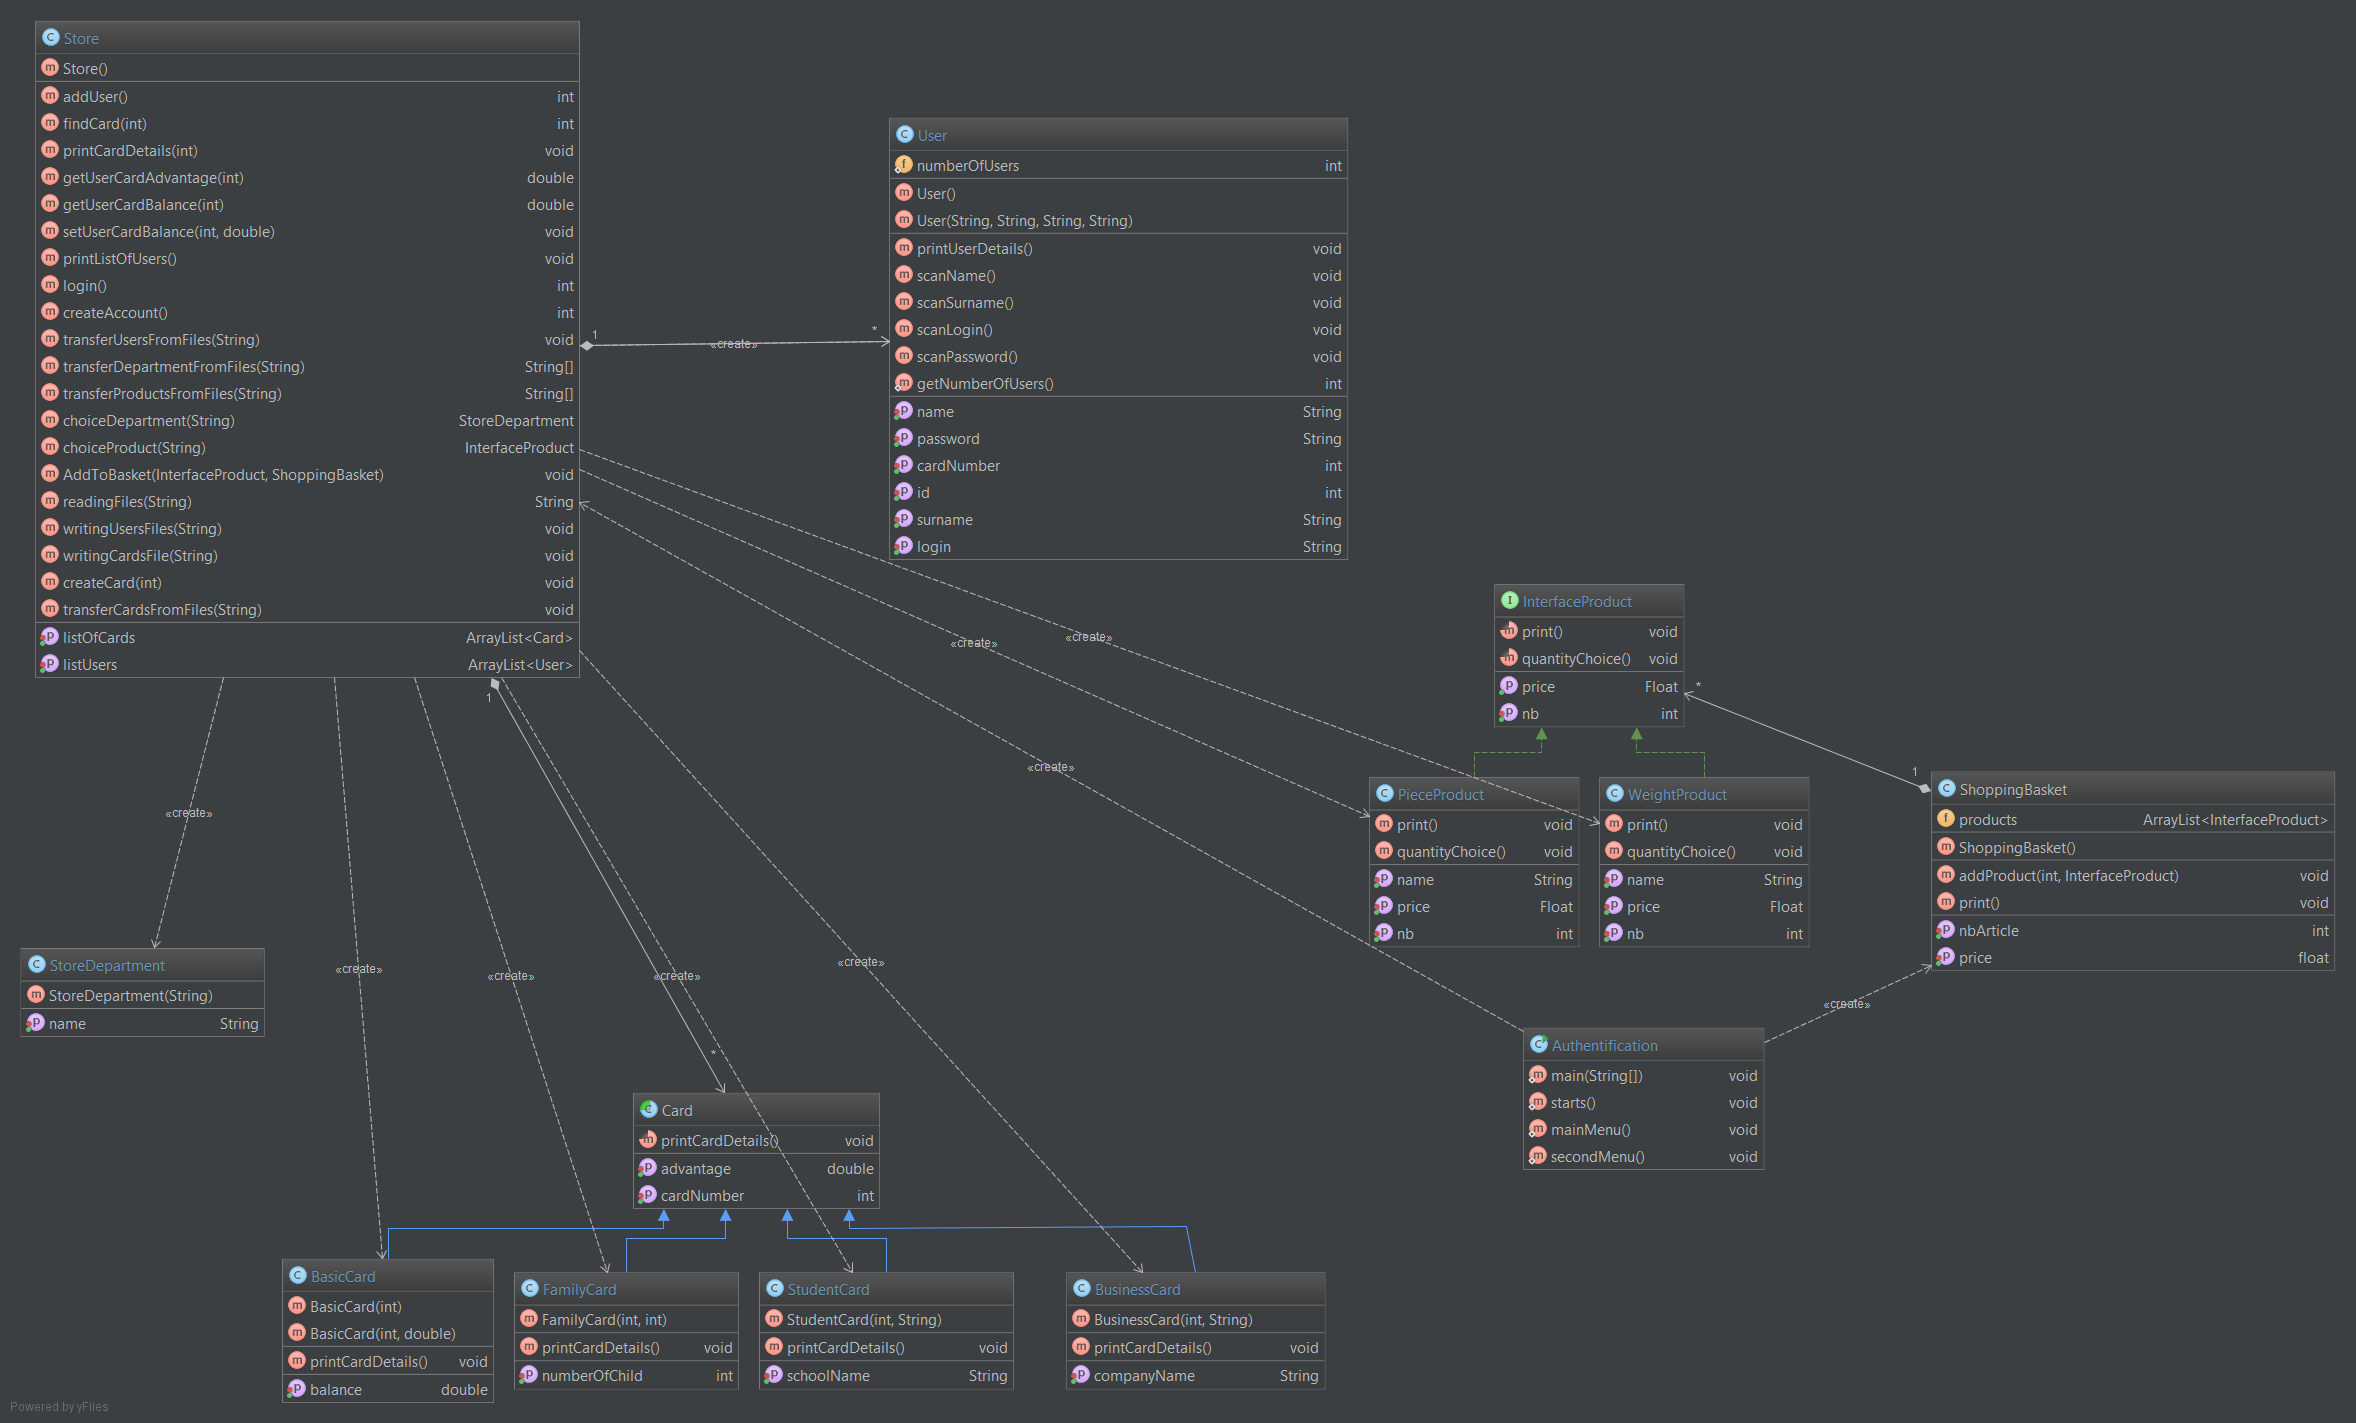 Store
Store()
addUser() int
findCard(int) int
printCardDetails(int) void
getUserCardAdvantage(int) double
getUserCardBalance(int) double
setUserCardBalance(int, double) void
printListOfUsers() void
login() int
createAccount() int
transferUsersFromFiles(String) void
transferDepartmentFromFiles(String) String[]
transferProductsFromFiles(String) String[]
choiceDepartment(String) StoreDepartment
choiceProduct(String) InterfaceProduct
AddToBasket(InterfaceProduct, ShoppingBasket) void
readingFiles(String) String
writingUsersFiles(String) void
writingCardsFile(String) void
createCard(int) void
transferCardsFromFiles(String) void
listOfCards ArrayList<Card>
listUsers ArrayList<User>
1
«create»
*
User
numberOfUsers int
User()
User(String, String, String, String)
printUserDetails() void
scanName() void
scanSurname() void
scanLogin() void
scanPassword() void
getNumberOfUsers() int
name String
password String
cardNumber int
id int
surname String
login String
«create»
«create»
«create»
InterfaceProduct
print() void
quantityChoice() void
price Float
nb int
*
1
PieceProduct
print() void
quantityChoice() void
name String
price Float
nb int
WeightProduct
print() void
quantityChoice() void
name String
price Float
nb int
ShoppingBasket
products ArrayList<InterfaceProduct>
ShoppingBasket()
addProduct(int, InterfaceProduct) void
print() void
nbArticle int
price float
«create»
Authentification
main(String[]) void
starts() void
mainMenu() void
secondMenu() void
1
«create»
«create»
«create»
«create»
«create»
*
StoreDepartment
StoreDepartment(String)
name String
Card
printCardDetails() void
advantage double
cardNumber int
BasicCard
BasicCard(int)
BasicCard(int, double)
printCardDetails() void
balance double
FamilyCard
FamilyCard(int, int)
printCardDetails() void
numberOfChild int
StudentCard
StudentCard(int, String)
printCardDetails() void
schoolName String
BusinessCard
BusinessCard(int, String)
printCardDetails() void
companyName String
Powered by yFiles